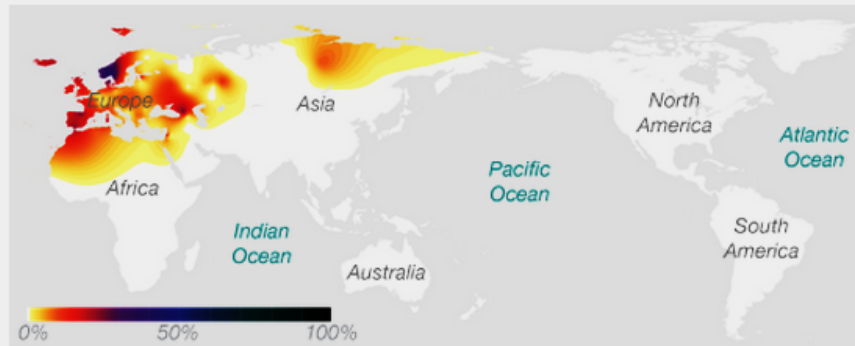 Europe
Asia
North
America
Atlantic
Ocean
Pacific
Ocean
Africa
Indian
Ocean
South
America
Australia
0%
50%
100%